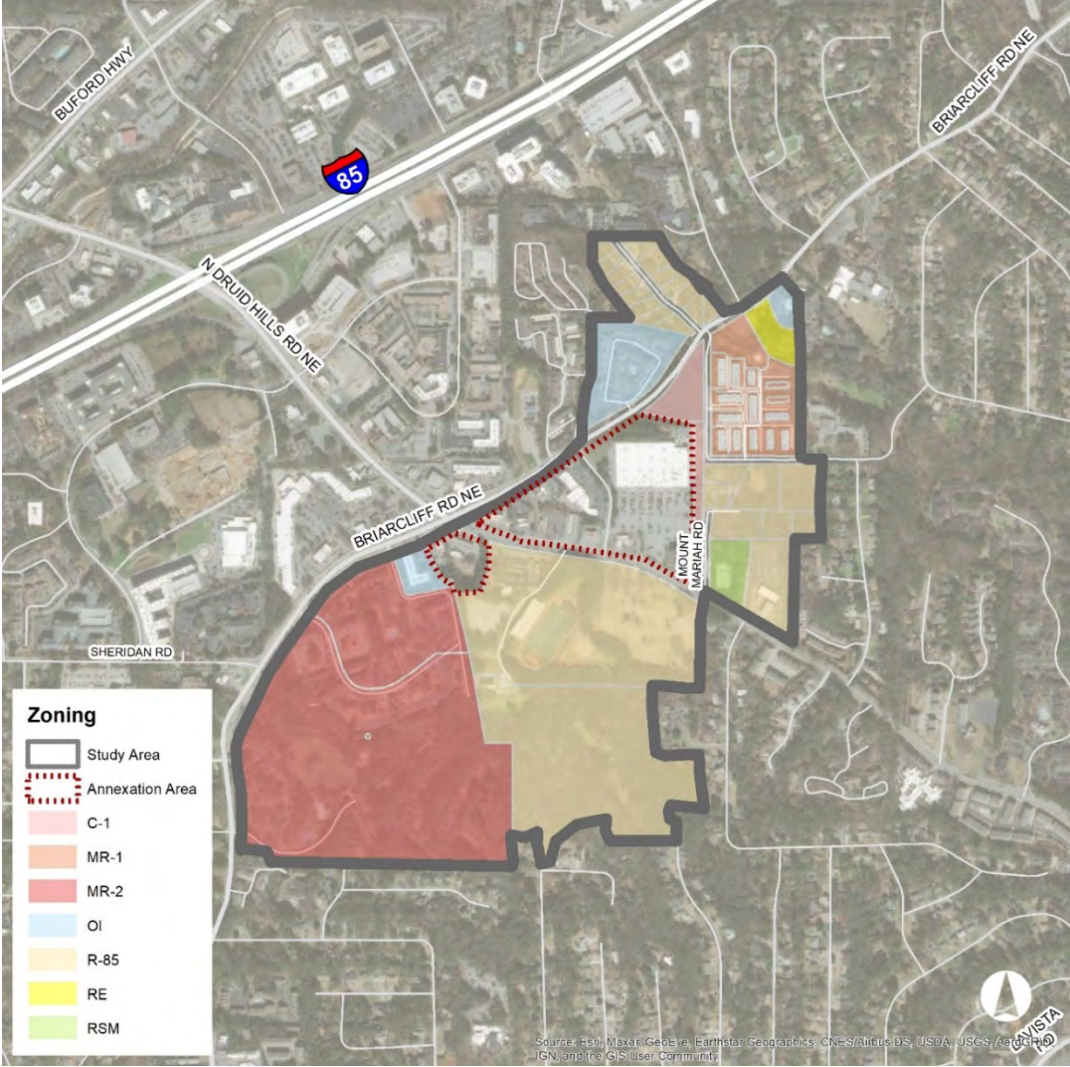 BUFORD HWY
BRIARCLIFF RD NE
85
N DRUID HILLS RD NE
BRIARCLIFF RD NE
MOUNT
MARIAH RD
SHERIDAN RD
Zoning
Study Area
Annexation Area
C-1
MR-1
MR-2
OI
R-85
RE
RSM
Source: Esri, Maxar, GeoEye, Earthstar Geographics, CNES/Airbus DS, USDA, USGS, AeroGRID,
IGN, and the GIS User Community
LAVISTA